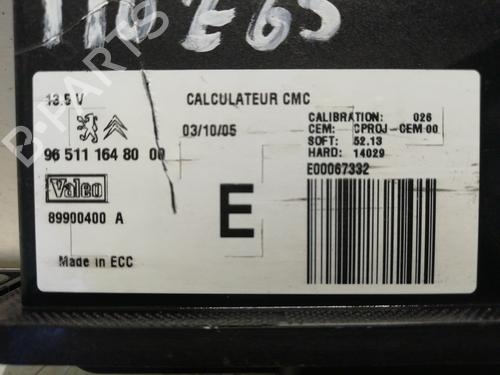 13.5 V
CALCULATEUR CMC
03/10/05
CALIBRATION: 026
CEM: CPROJ-CEM 00
SOFT: 52.13
HARD: 14029
E00067332
96 511 164 80 00
Valeo
89900400 A
E
Made in ECC
B-PARTS